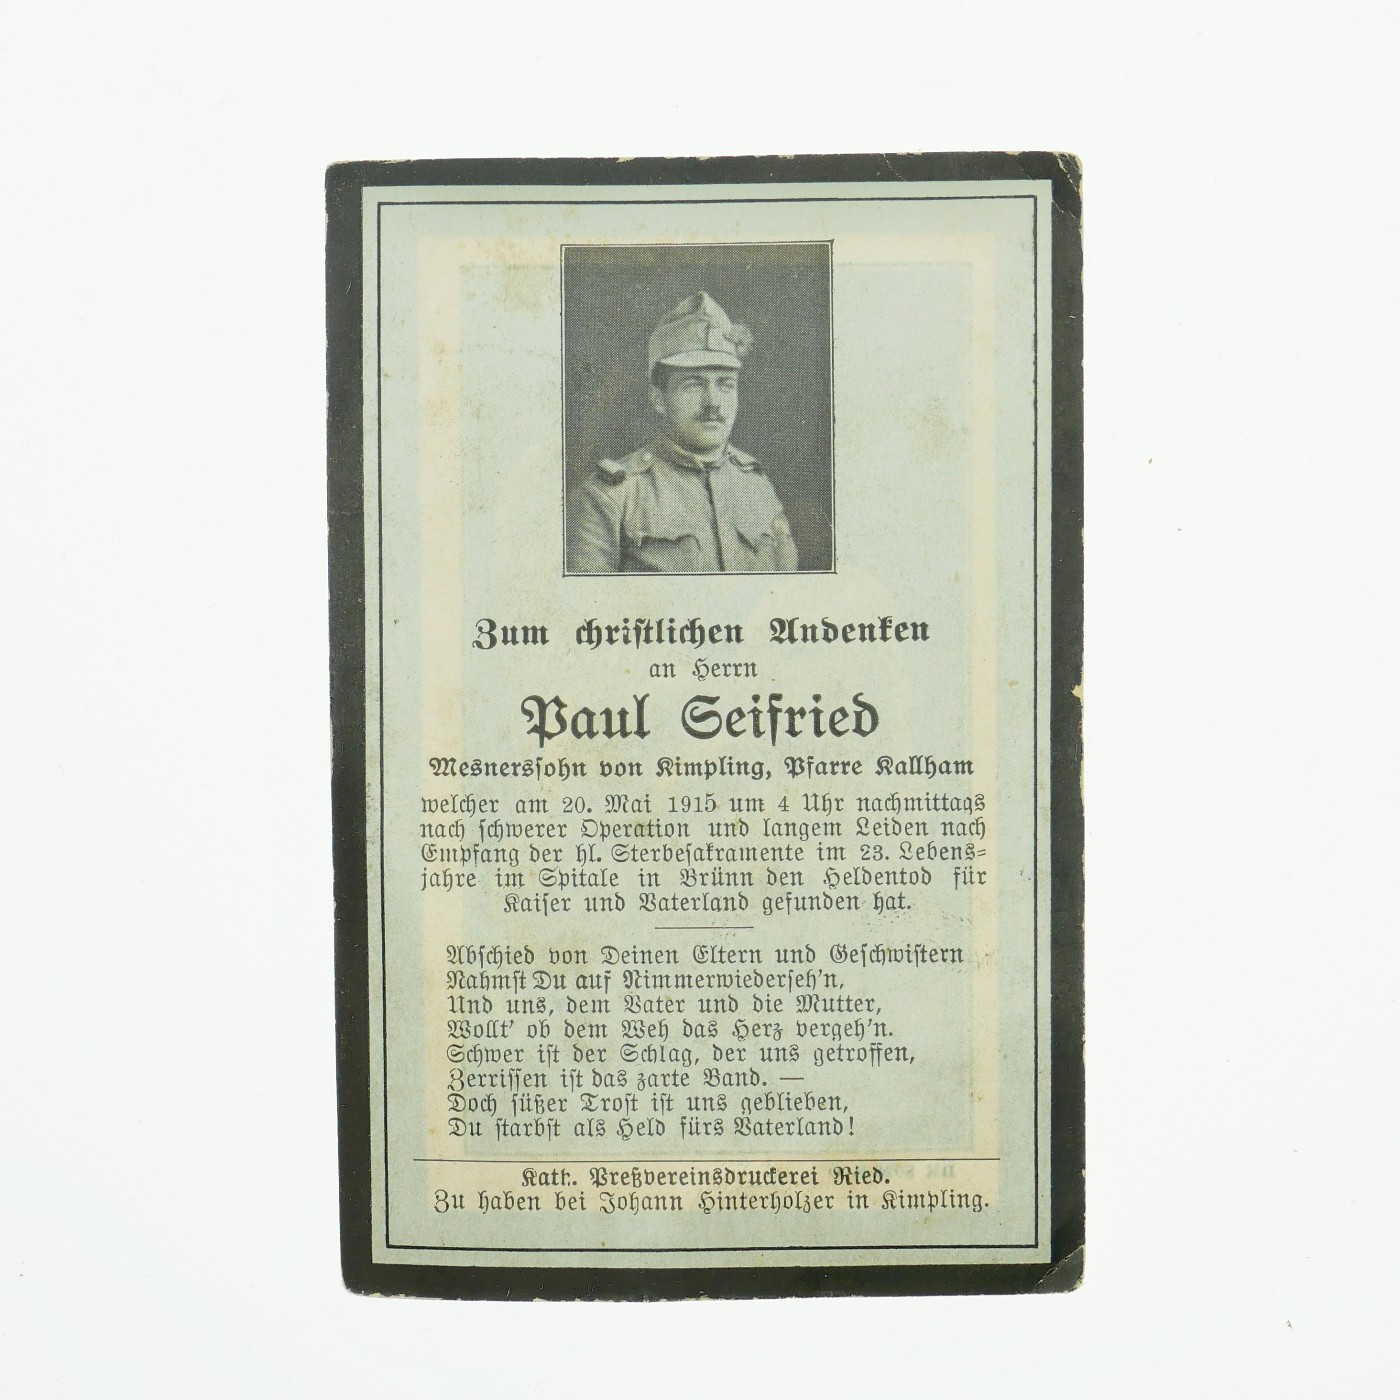 Zum christlichen Andenken
an Herrn
Paul Seifried
Mesnerssohn von Kimpling, Pfarre Kallham
welcher am 20. Mai 1915 um 4 Uhr nachmittags
nach schwerer Operation und langem Leiden nach
Empfang der hl. Sterbesakramente im 23. Lebens-
jahre im Spitale in Brünn den Heldentod für
Kaiser und Vaterland gefunden hat.
Abschied von Deinen Eltern und Geschwistern
Nahmst Du auf Nimmerwiederseh'n,
Und uns, dem Vater und die Mutter,
Wollt' ob dem Weh das Herz vergeh'n.
Schwer ist der Schlag, der uns getroffen,
Zerrissen ist das zarte Band. —
Doch süßer Trost ist uns geblieben,
Du starbst als Held fürs Vaterland!
Kath. Preßvereinsdruckerei Ried.
Zu haben bei Johann Hinterholzer in Kimpling.